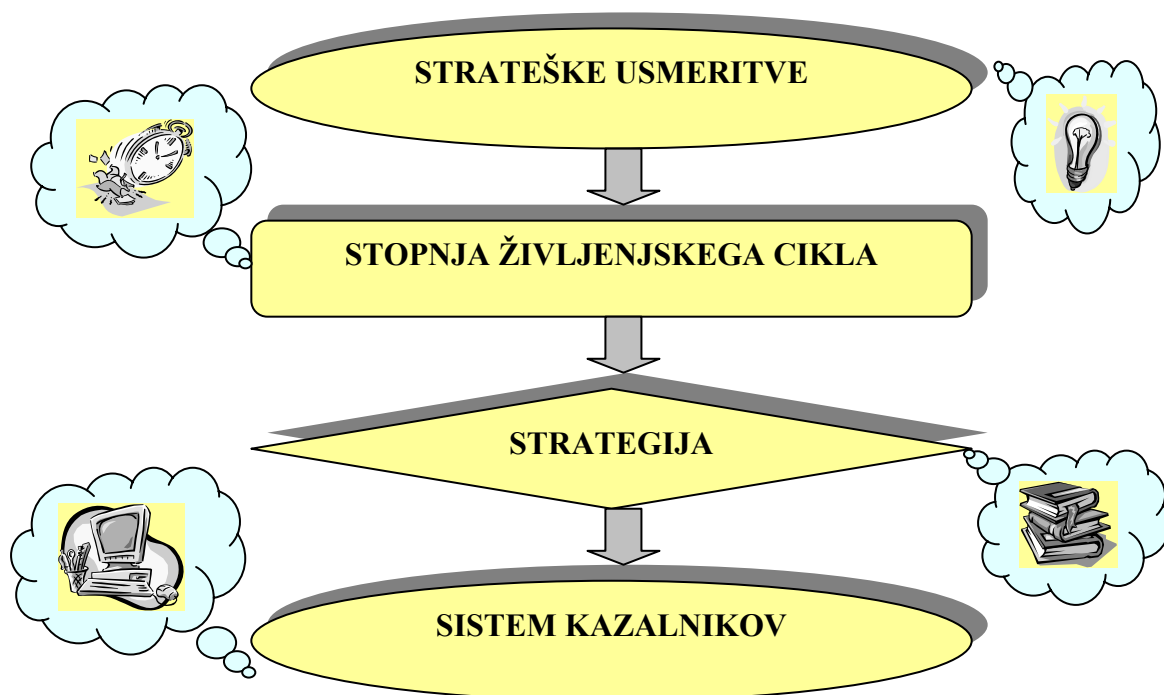 STRATEŠKE USMERITVE
STOPNJA ŽIVLJENJSKEGA CIKLA
STRATEGIJA
SISTEM KAZALNIKOV